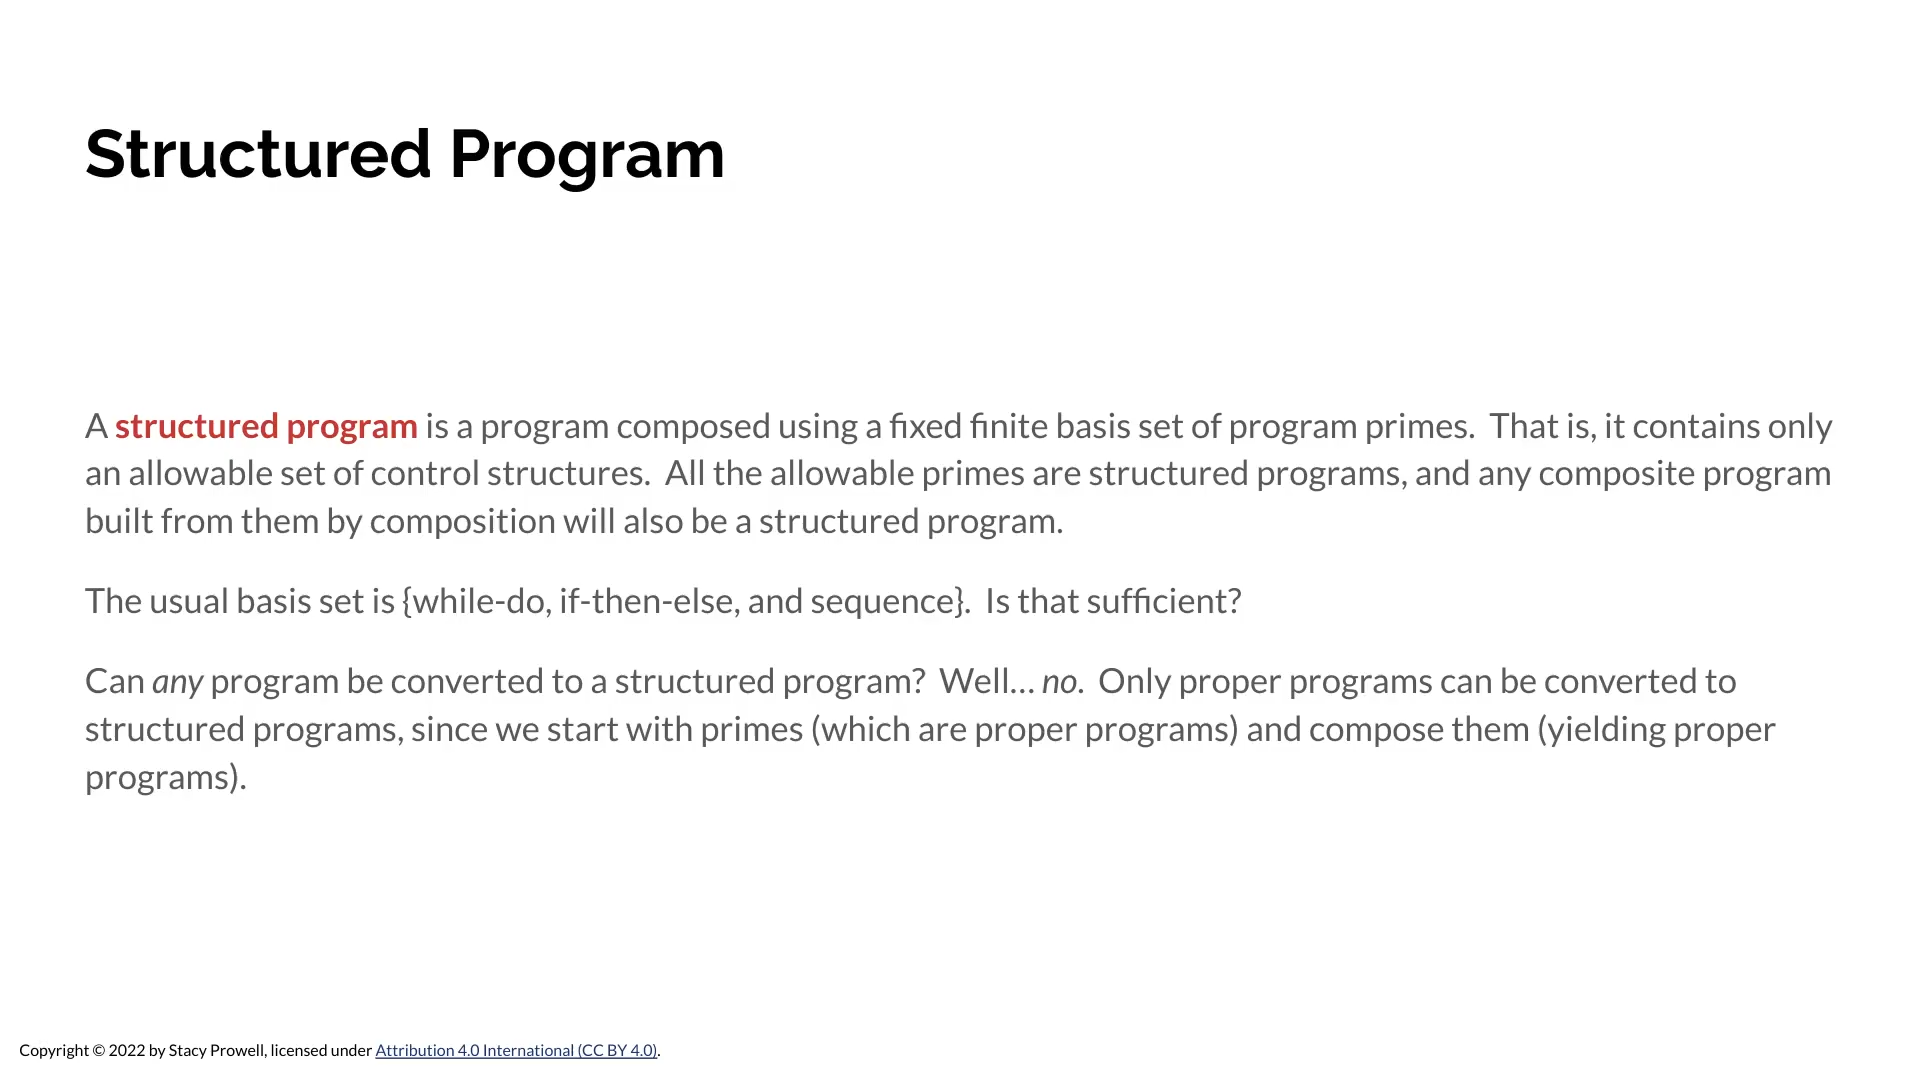 Structured Program
A structured program is a program composed using a fixed finite basis set of program primes.  That is, it contains only
an allowable set of control structures.  All the allowable primes are structured programs, and any composite program
built from them by composition will also be a structured program.
The usual basis set is {while-do, if-then-else, and sequence}.  Is that sufficient?
Can any program be converted to a structured program?  Well... no.  Only proper programs can be converted to
structured programs, since we start with primes (which are proper programs) and compose them (yielding proper
programs).
Copyright © 2022 by Stacy Prowell, licensed under Attribution 4.0 International (CC BY 4.0).